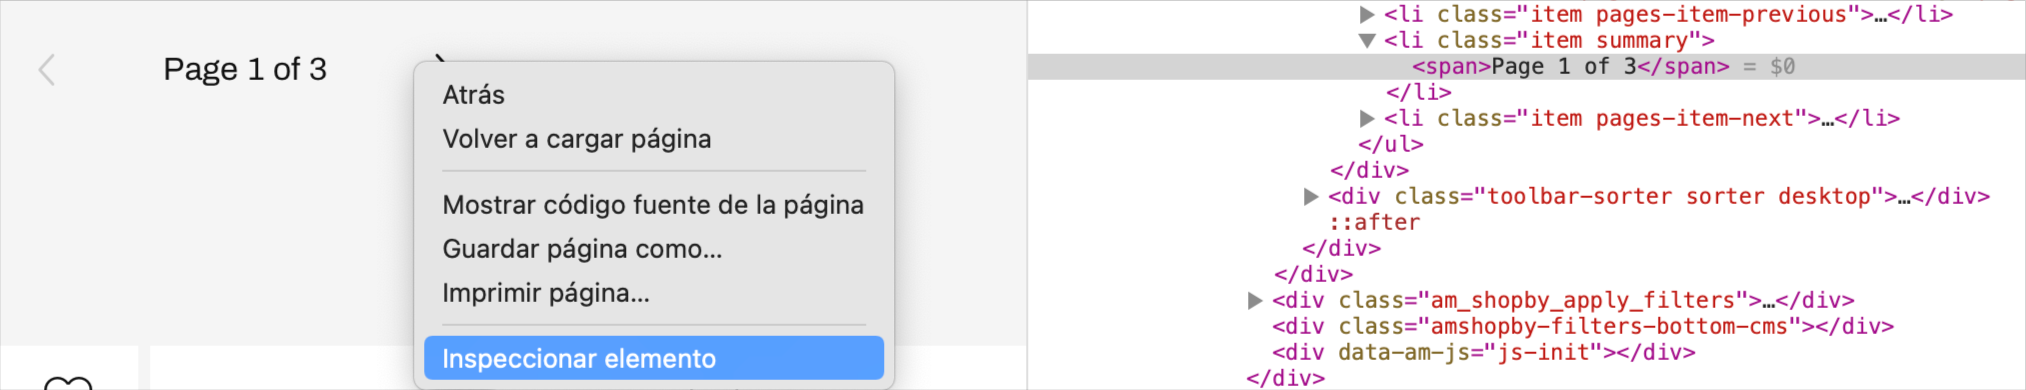 Page 1 of 3
Atrás
Volver a cargar página
Mostrar código fuente de la página
Guardar página como...
Imprimir página...
Inspeccionar elemento
<li class="item pages-item-previous">…</li>
<li class="item summary">
<span>Page 1 of 3</span> = $0
</li>
<li class="item pages-item-next">…</li>
</ul>
</div>
<div class="toolbar-sorter sorter desktop">…</div>
::after
</div>
</div>
<div class="am_shopby_apply_filters">…</div>
<div class="amshopby-filters-bottom-cms"></div>
<div data-am-js="js-init"></div>
</div>